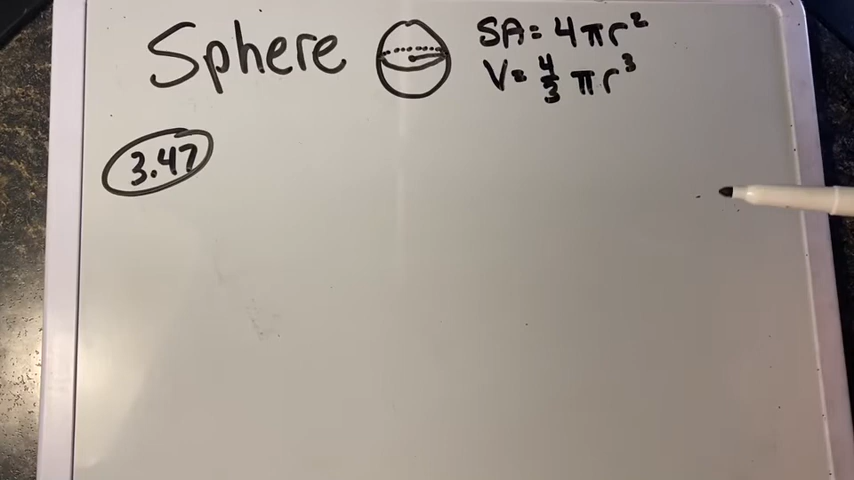 Sphere
SA = 4πr²
V = 4/3 πr³
3.47